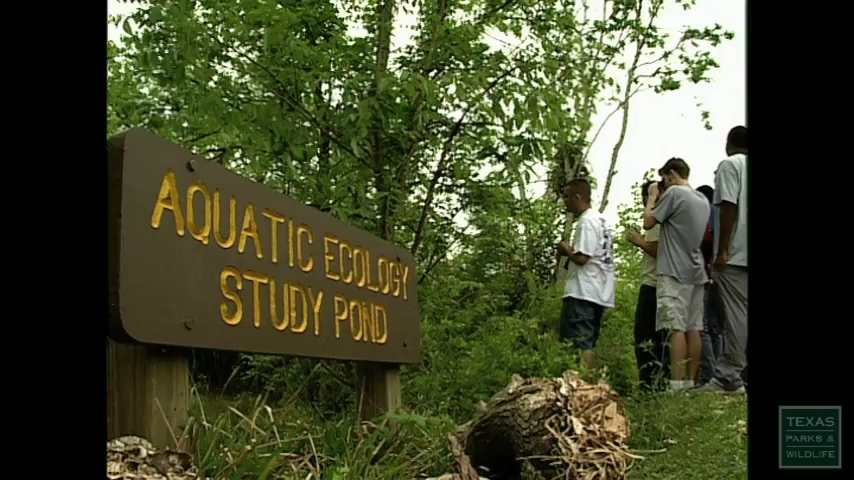 AQUATIC ECOLOGY
STUDY POND
TEXAS
PARKS &
WILDLIFE